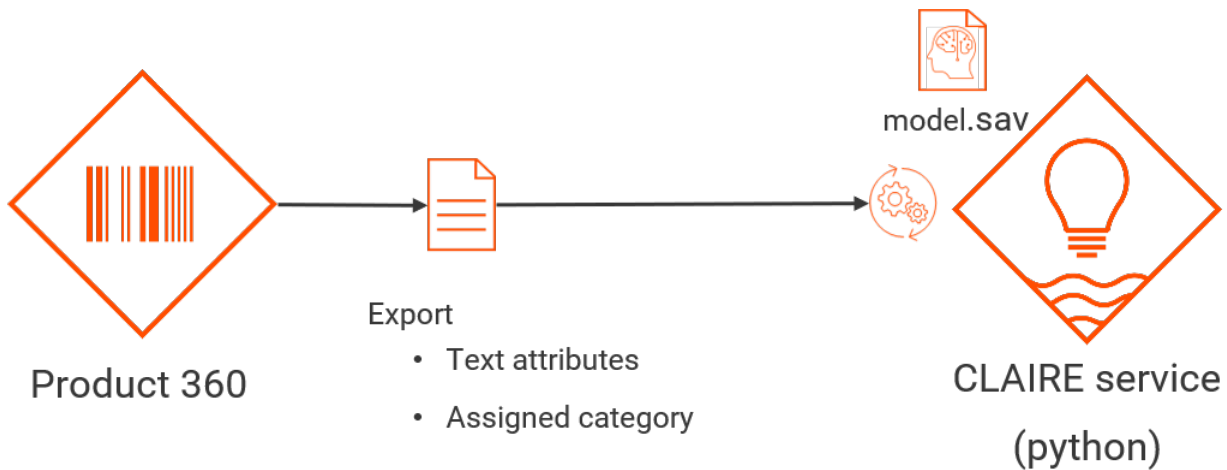 model.sav
Export
• Text attributes
• Assigned category
Product 360
CLAIRE service
(python)